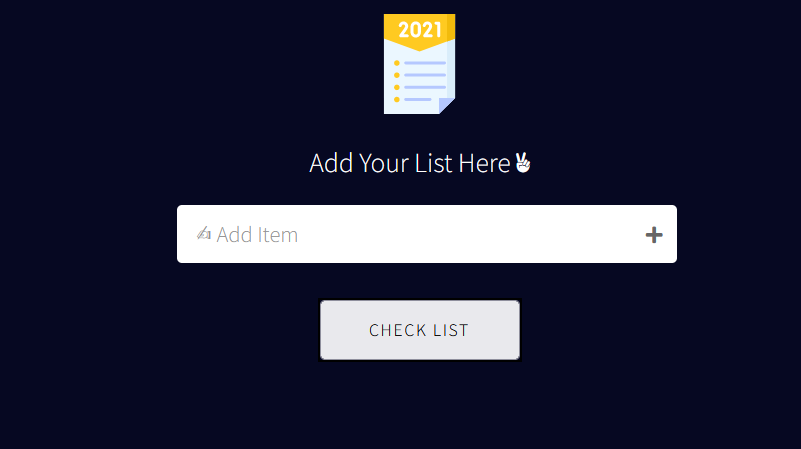 2021
Add Your List Here✌
✍ Add Item
CHECK LIST